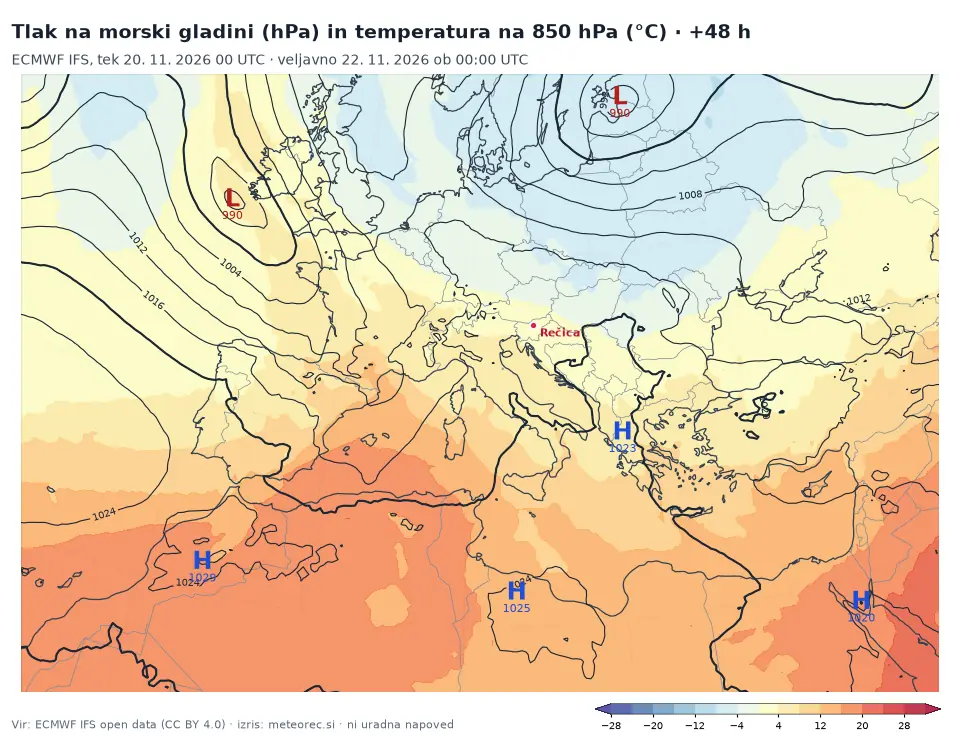 Tlak na morski gladini (hPa) in temperatura na 850 hPa (°C) · +48 h
ECMWF IFS, tek 20. 11. 2026 00 UTC · veljavno 22. 11. 2026 ob 00:00 UTC
L
990
L
990
1008
1012
1004
1016
1012
Rečica
H
1023
1024
H
1029
1024
H
1025
H
1020
Vir: ECMWF IFS open data (CC BY 4.0) · izris: meteorec.si · ni uradna napoved
−28 −20 −12 −4 4 12 20 28